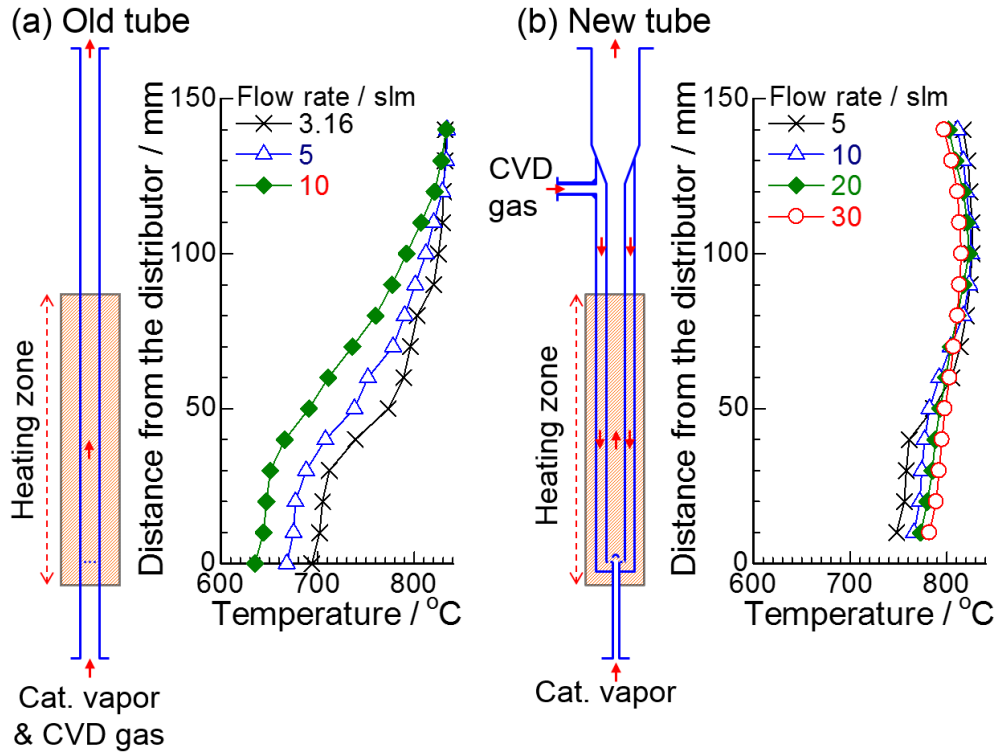 (a) Old tube
Flow rate / slm
3.16
5
10
150
100
50
0
Distance from the distributor / mm
600
700
800
Temperature / °C
Heating zone
Cat. vapor
& CVD gas
(b) New tube
CVD
gas
Flow rate / slm
5
10
20
30
150
100
50
0
Distance from the distributor / mm
600
700
800
Temperature / °C
Heating zone
Cat. vapor